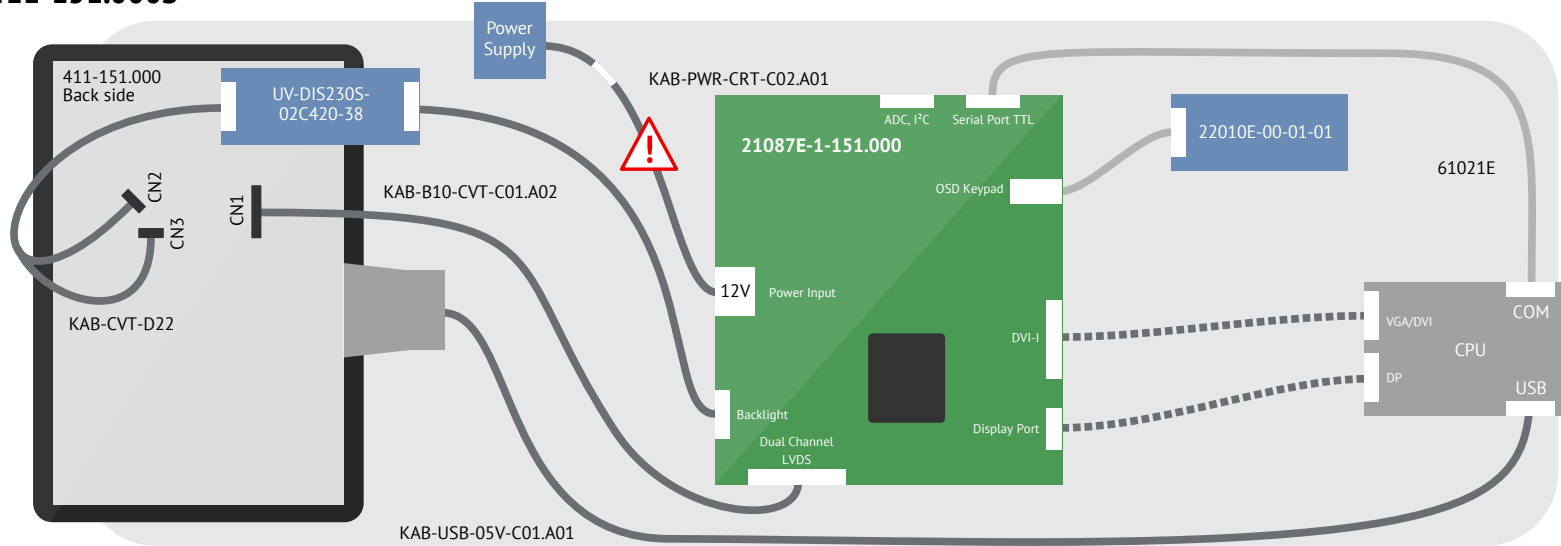 Power
Supply
411-151.000
Back side
UV-DIS230S-
02C420-38
KAB-PWR-CRT-C02.A01
ADC, I²C
Serial Port TTL
21087E-1-151.000
22010E-00-01-01
OSD Keypad
61021E
CN2
CN3
CN1
KAB-B10-CVT-C01.A02
12V
Power Input
KAB-CVT-D22
DVI-I
VGA/DVI
COM
CPU
DP
USB
Backlight
Display Port
Dual Channel
LVDS
KAB-USB-05V-C01.A01